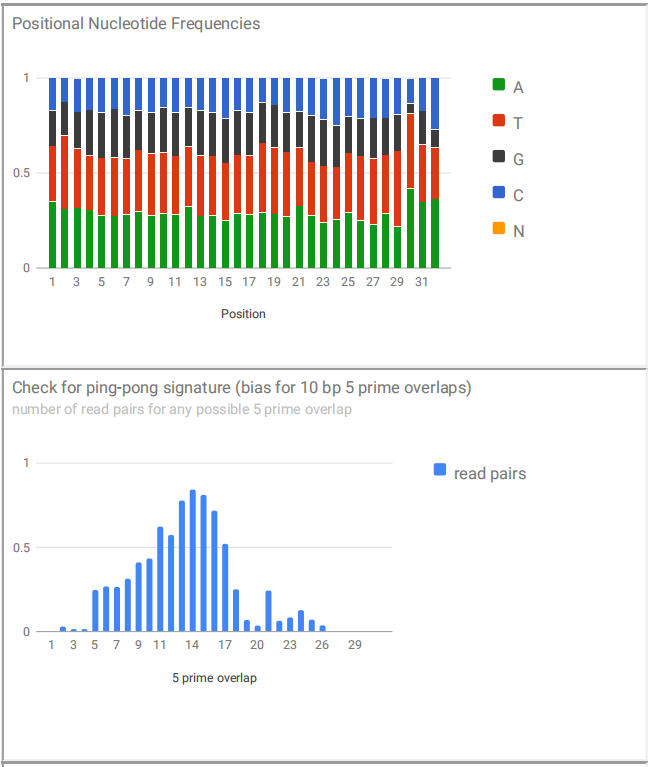 Positional Nucleotide Frequencies
1
A
T
G
0.5
C
N
0
1 3 5 7 9 11 13 15 17 19 21 23 25 27 29 31
Position
Check for ping-pong signature (bias for 10 bp 5 prime overlaps)
number of read pairs for any possible 5 prime overlap
1
read pairs
0.5
0
1 3 5 7 9 11 14 17 20 23 26 29
5 prime overlap